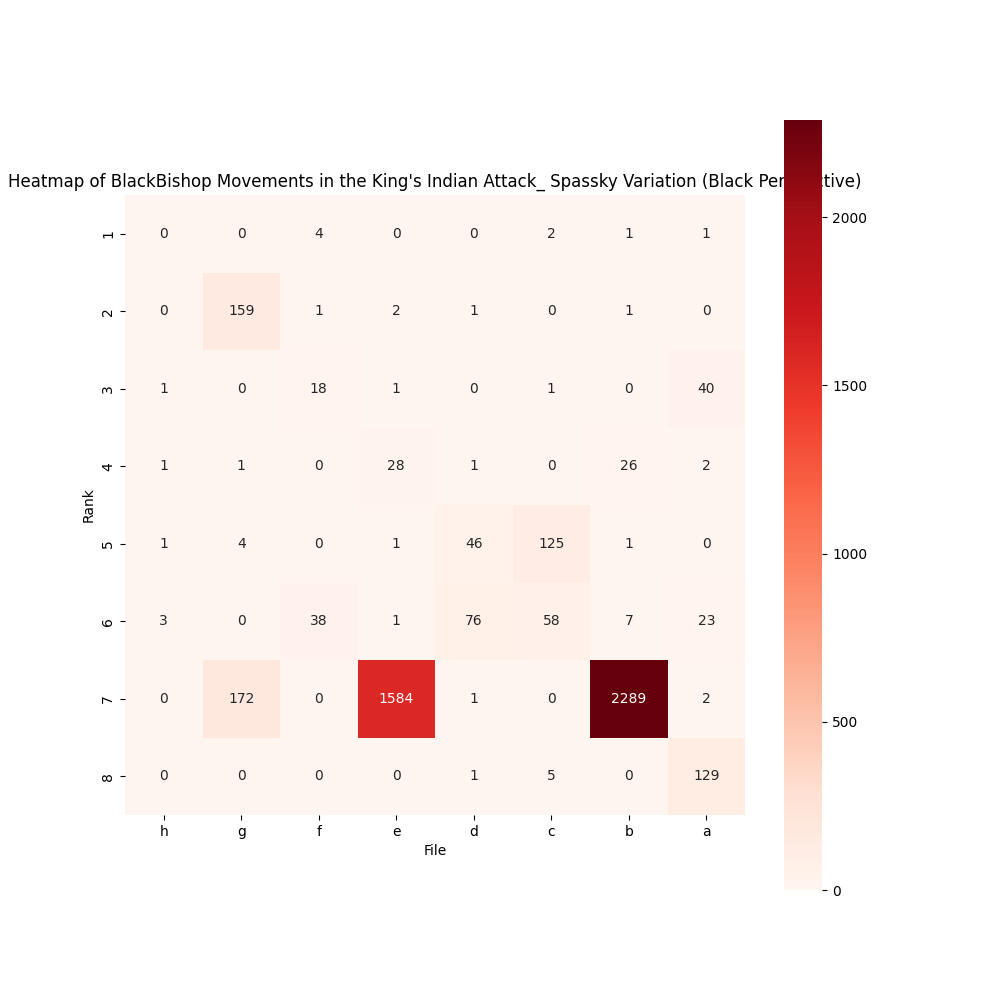 Heatmap of BlackBishop Movements in the King's Indian Attack_ Spassky Variation (Black Per ctive)
1 0 0 4 0 0 2 1 1
2 0 159 1 2 1 0 1 0
3 1 0 18 1 0 1 0 40
4 1 1 0 28 1 0 26 2
Rank
5 1 4 0 1 46 125 1 0
6 3 0 38 1 76 58 7 23
7 0 172 0 1584 1 0 2289 2
8 0 0 0 0 1 5 0 129
h g f e d c b a
File
2000
1500
1000
500
0